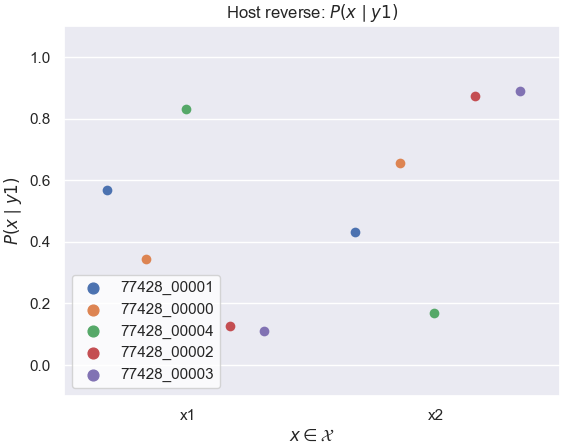 Host reverse: P(x | y1)
P(x | y1)
1.0
0.8
0.6
0.4
0.2
0.0
77428_00001
77428_00000
77428_00004
77428_00002
77428_00003
x1 x2
x ∈ 𝒳